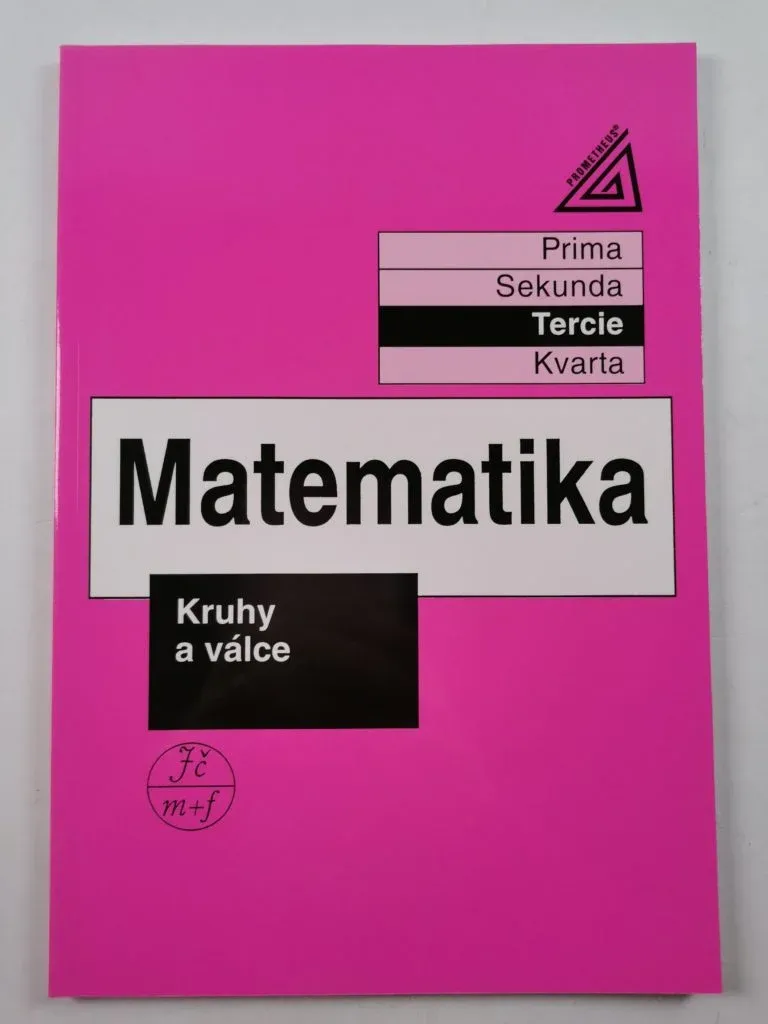 PROMETHEUS®
Prima
Sekunda
Tercie
Kvarta
Matematika
Kruhy
a válce
Jč
m+f